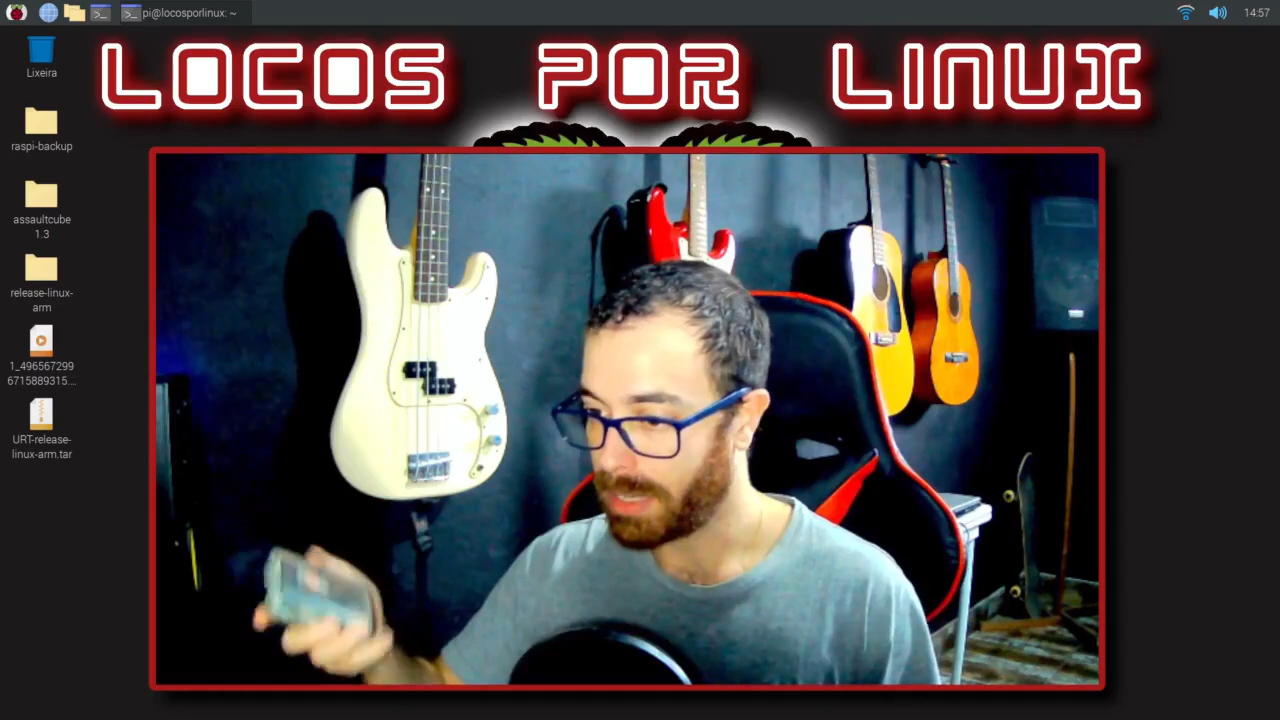 pi@locosporlinux: ~
14:57
LOCOS POR LINUX
Lixeira
raspi-backup
assaultcube
1.3
release-linux-
arm
1_496567299
6715889315....
URT-release-
linux-arm.tar